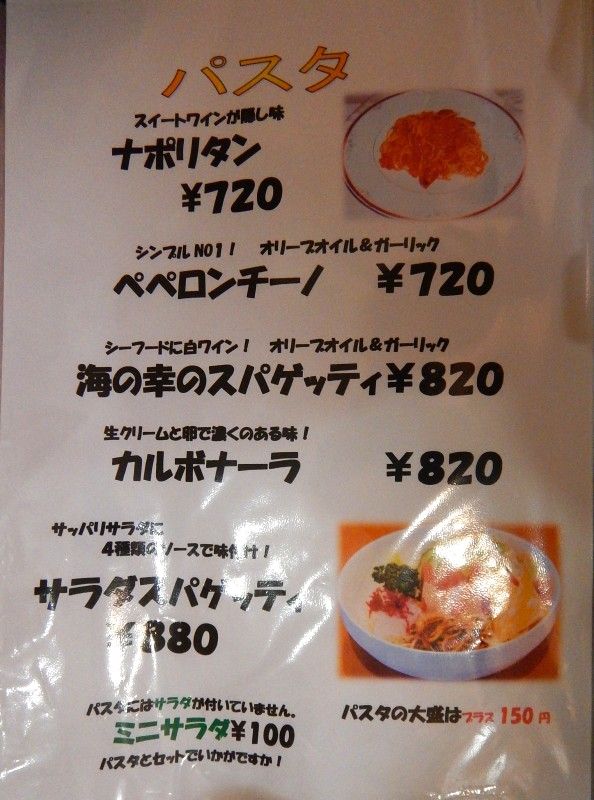 パスタ
スイートワインが隠し味
ナポリタン
¥720
シンプルNO1! オリーブオイル&ガーリック
ペペロンチーノ ¥720
シーフードに白ワイン! オリーブオイル&ガーリック
海の幸のスパゲッティ¥820
生クリームと卵で濃くのある味!
カルボナーラ ¥820
サッパリサラダに
4種類のソースで味付け!
サラダスパゲッティ
¥880
パスタにはサラダが付いていません。
ミニサラダ¥100
パスタとセットでいかがですか!
パスタの大盛はプラス150円